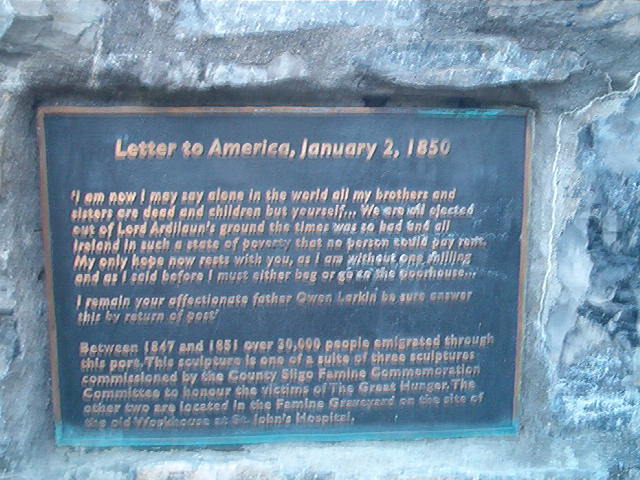 Letter to America, January 2, 1850
'I am now I may say alone in the world all my brothers and
sisters are dead and children but yourself... We are all ejected
out of Lord Ardilaun's ground the times was so bad and all
Ireland in such a state of poverty that no person could pay rent.
My only hope now rests with you, as I am without one shilling
and as I said before I must either beg or go to the poorhouse...
I remain your affectionate father Owen Larkin be sure answer
this by return of post'
Between 1847 and 1851 over 30,000 people emigrated through
this port. This sculpture is one of a suite of three sculptures
commissioned by the County Sligo Famine Commemoration
Committee to honour the victims of The Great Hunger. The
other two are located in the Famine Graveyard on the site of
the old Workhouse at St. John's Hospital.